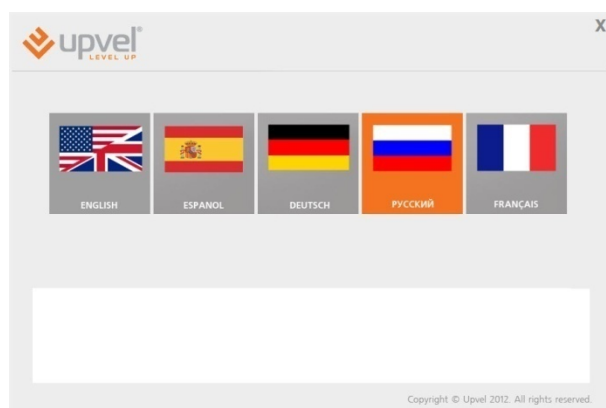 X
upvel®
LEVEL UP
ENGLISH
ESPANOL
DEUTSCH
РУССКИЙ
FRANÇAIS
Copyright © Upvel 2012. All rights reserved.